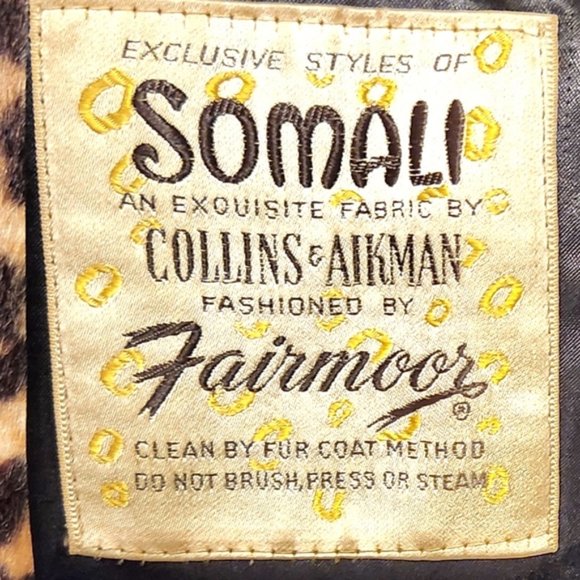 EXCLUSIVE STYLES OF
SOMALI
AN EXQUISITE FABRIC BY
COLLINS & AIKMAN
FASHIONED BY
Fairmoor®
CLEAN BY FUR COAT METHOD
DO NOT BRUSH, PRESS OR STEAM